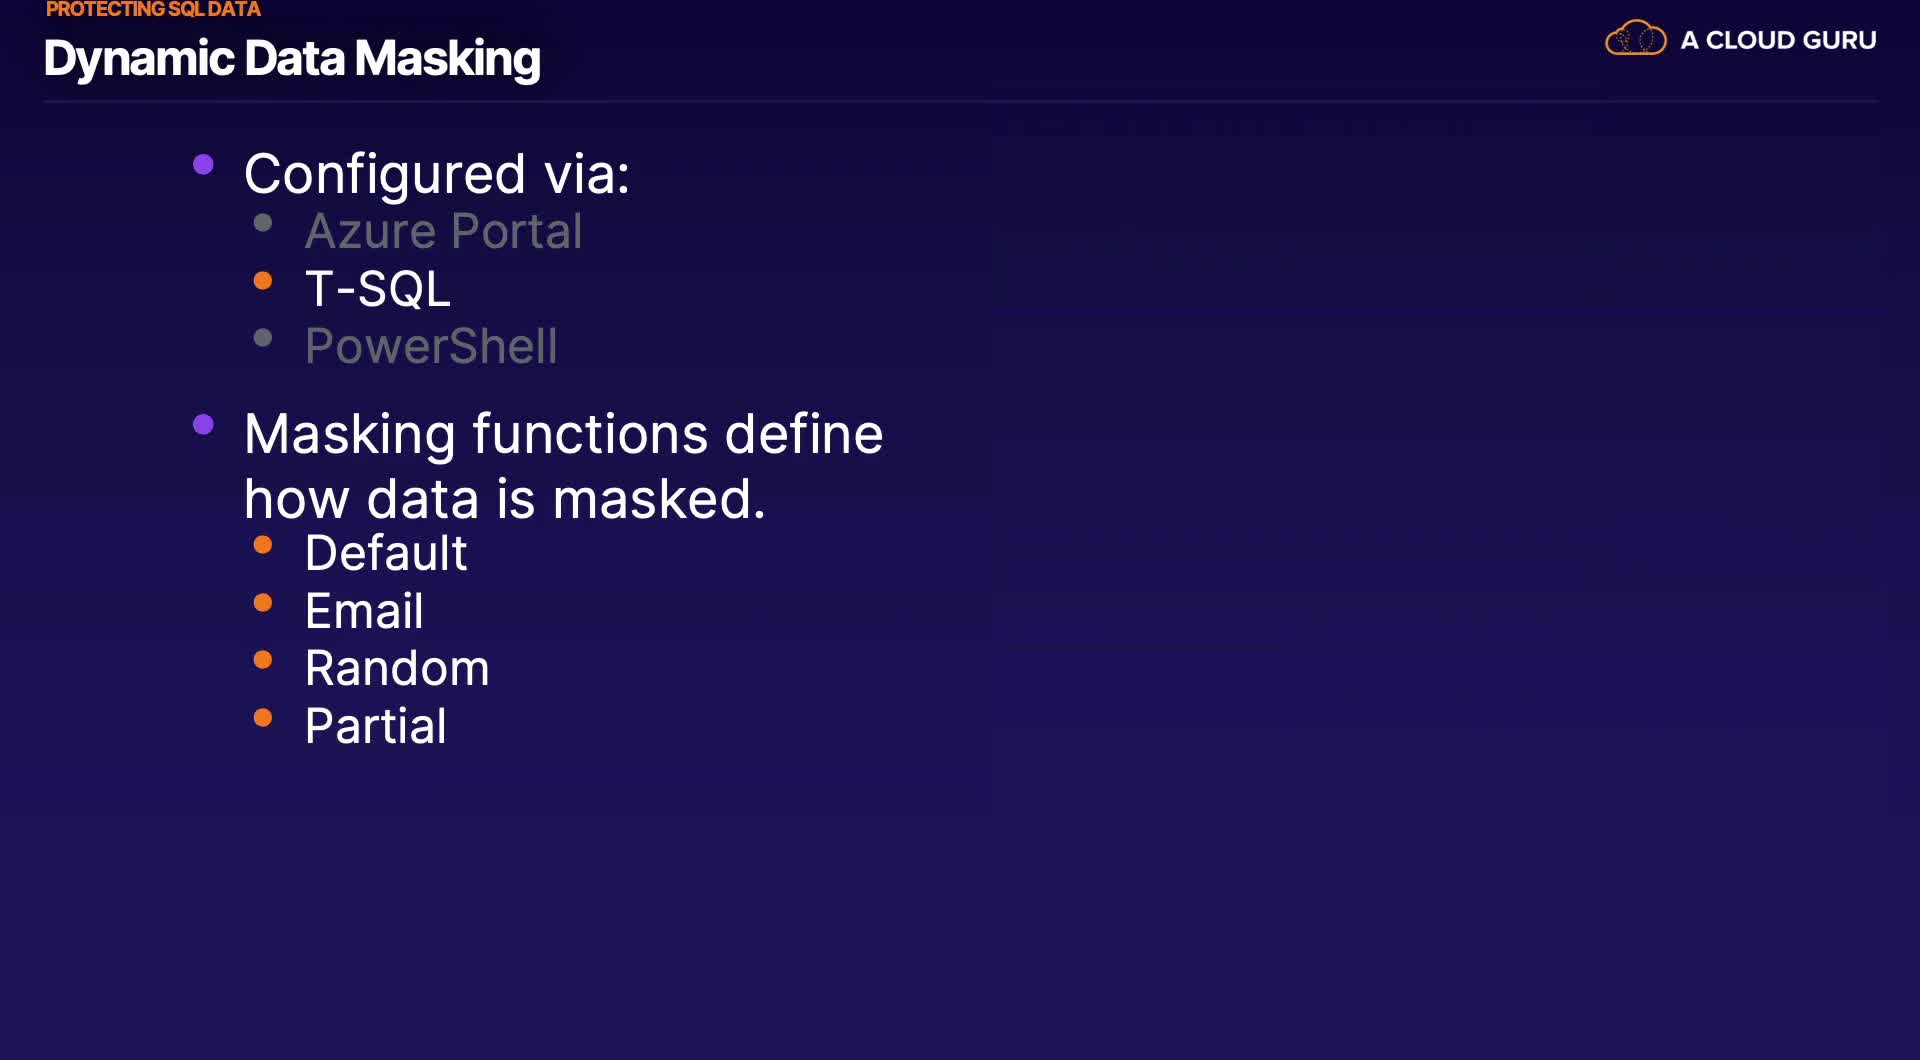 PROTECTING SQL DATA
Dynamic Data Masking
A CLOUD GURU
Configured via:
Azure Portal
T-SQL
PowerShell
Masking functions define
how data is masked.
Default
Email
Random
Partial